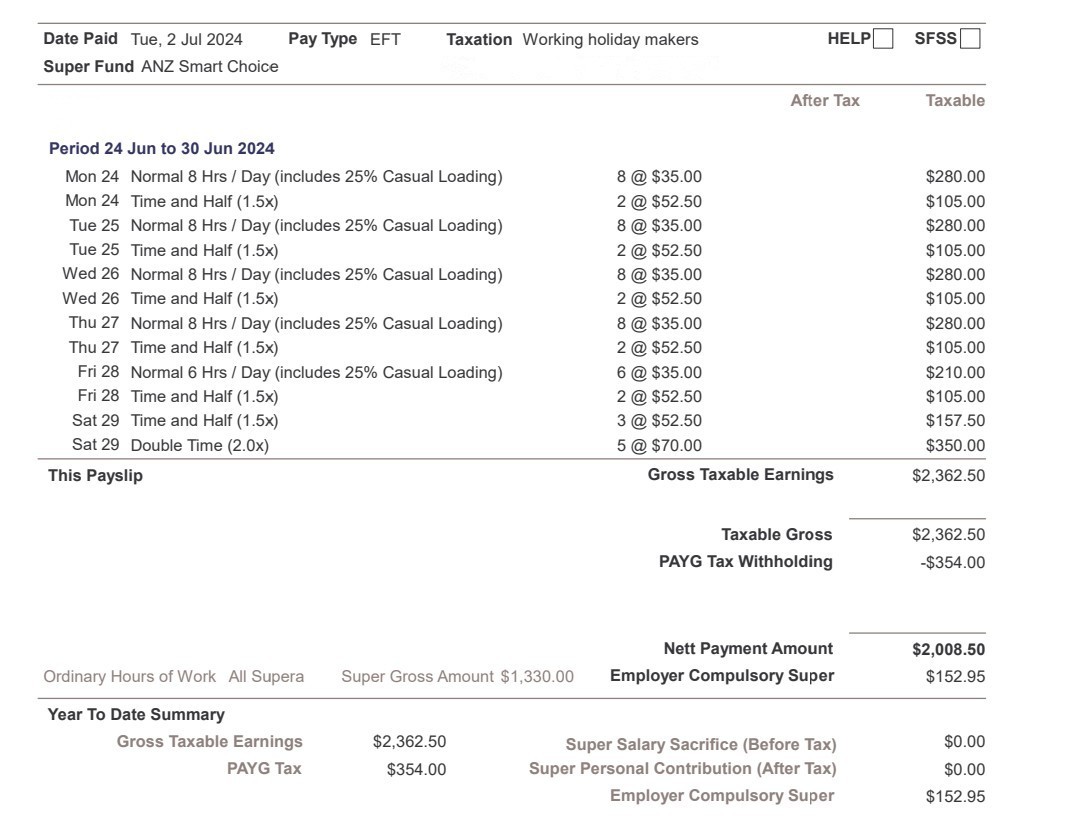 Date Paid Tue, 2 Jul 2024 Pay Type EFT Taxation Working holiday makers HELP SFSS
Super Fund ANZ Smart Choice
After Tax Taxable
Period 24 Jun to 30 Jun 2024
Mon 24 Normal 8 Hrs / Day (includes 25% Casual Loading) 8 @ $35.00 $280.00
Mon 24 Time and Half (1.5x) 2 @ $52.50 $105.00
Tue 25 Normal 8 Hrs / Day (includes 25% Casual Loading) 8 @ $35.00 $280.00
Tue 25 Time and Half (1.5x) 2 @ $52.50 $105.00
Wed 26 Normal 8 Hrs / Day (includes 25% Casual Loading) 8 @ $35.00 $280.00
Wed 26 Time and Half (1.5x) 2 @ $52.50 $105.00
Thu 27 Normal 8 Hrs / Day (includes 25% Casual Loading) 8 @ $35.00 $280.00
Thu 27 Time and Half (1.5x) 2 @ $52.50 $105.00
Fri 28 Normal 6 Hrs / Day (includes 25% Casual Loading) 6 @ $35.00 $210.00
Fri 28 Time and Half (1.5x) 2 @ $52.50 $105.00
Sat 29 Time and Half (1.5x) 3 @ $52.50 $157.50
Sat 29 Double Time (2.0x) 5 @ $70.00 $350.00
This Payslip Gross Taxable Earnings $2,362.50
Taxable Gross $2,362.50
PAYG Tax Withholding -$354.00
Nett Payment Amount $2,008.50
Ordinary Hours of Work All Supera Super Gross Amount $1,330.00 Employer Compulsory Super $152.95
Year To Date Summary
Gross Taxable Earnings $2,362.50 Super Salary Sacrifice (Before Tax) $0.00
PAYG Tax $354.00 Super Personal Contribution (After Tax) $0.00
Employer Compulsory Super $152.95